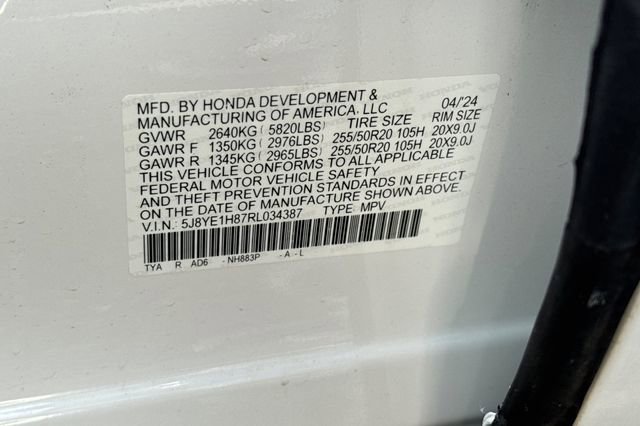 MFD. BY HONDA DEVELOPMENT &
MANUFACTURING OF AMERICA, LLC 04/'24
GVWR 2640KG (5820LBS) TIRE SIZE RIM SIZE
GAWR F 1350KG (2976LBS) 255/50R20 105H 20X9.0J
GAWR R 1345KG (2965LBS) 255/50R20 105H 20X9.0J
THIS VEHICLE CONFORMS TO ALL APPLICABLE
FEDERAL MOTOR VEHICLE SAFETY
AND THEFT PREVENTION STANDARDS IN EFFECT
ON THE DATE OF MANUFACTURE SHOWN ABOVE.
V.I.N.: 5J8YE1H87RL034387 TYPE: MPV
TYA R AD6 - NH883P - A - L